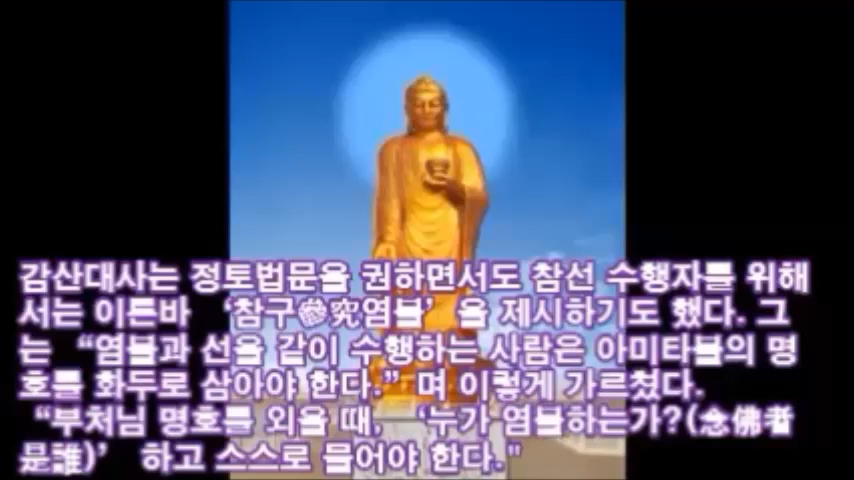 감산대사는 정토법문을 권하면서도 참선 수행자를 위해
서는 이른바 ‘참구參究염불’을 제시하기도 했다. 그
는 “염불과 선을 같이 수행하는 사람은 아미타불의 명
호를 화두로 삼아야 한다.”며 이렇게 가르쳤다.
“부처님 명호를 외울 때, ‘누가 염불하는가?(念佛者
是誰)’ 하고 스스로 물어야 한다."